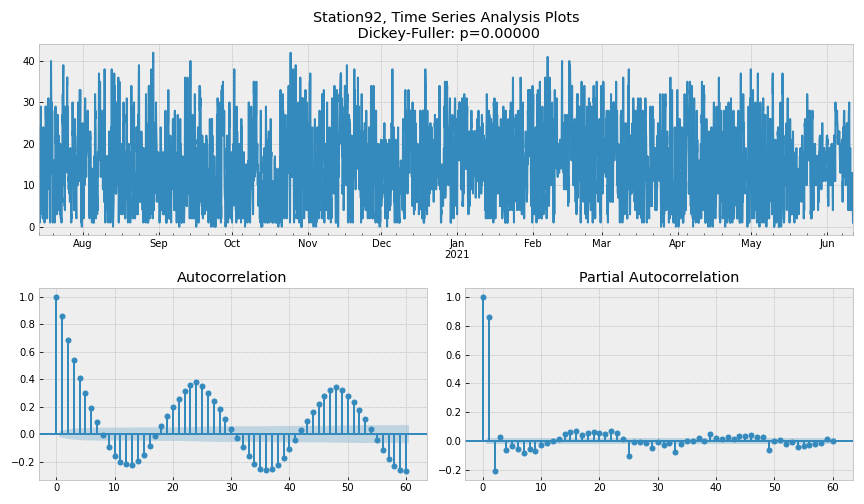 Station92, Time Series Analysis Plots
Dickey-Fuller: p=0.00000
40
30
20
10
0
Aug Sep Oct Nov Dec Jan Feb Mar Apr May Jun
2021
Autocorrelation Partial Autocorrelation
1.0 1.0
0.8 0.8
0.6 0.6
0.4 0.4
0.2 0.2
0.0 0.0
−0.2 −0.2
0 10 20 30 40 50 60 0 10 20 30 40 50 60